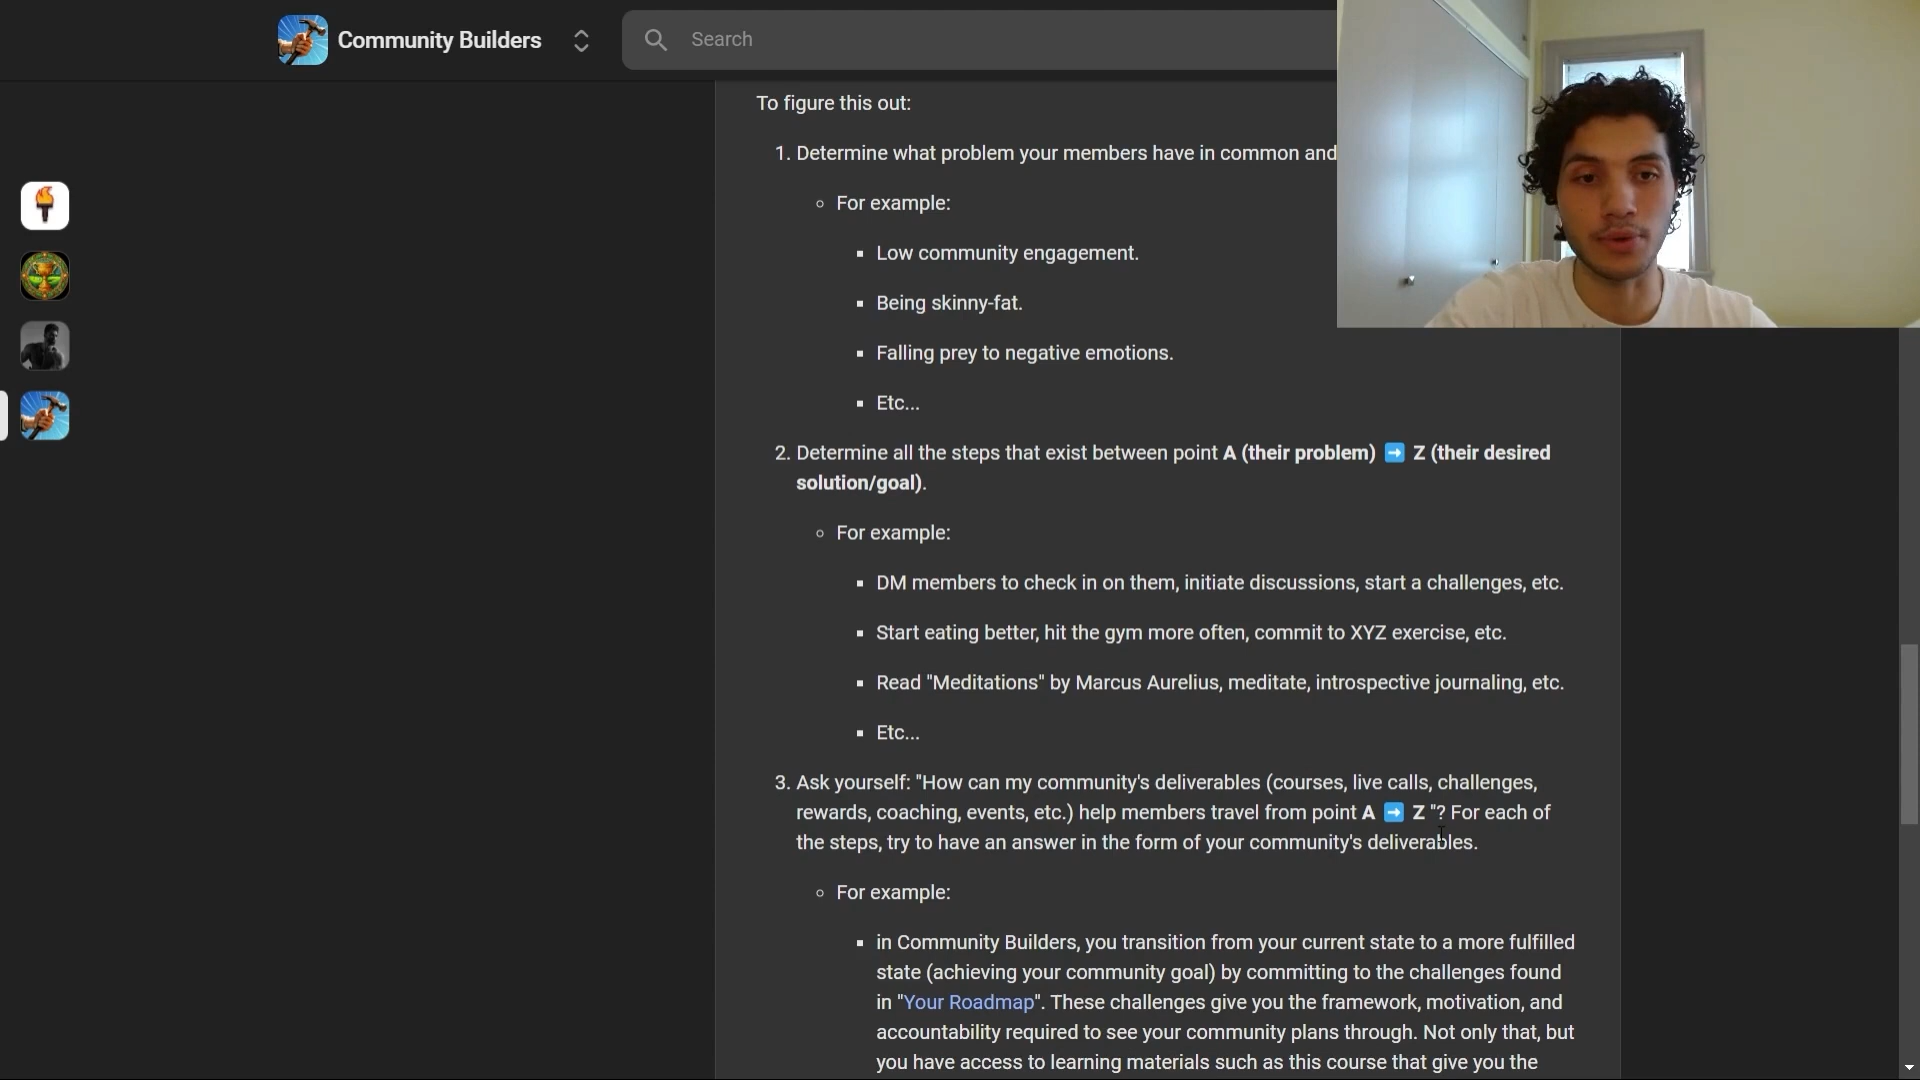 Community Builders
Search
To figure this out:
1. Determine what problem your members have in common and
For example:
Low community engagement.
Being skinny-fat.
Falling prey to negative emotions.
Etc...
2. Determine all the steps that exist between point A (their problem) ➡ Z (their desired
solution/goal).
For example:
DM members to check in on them, initiate discussions, start a challenges, etc.
Start eating better, hit the gym more often, commit to XYZ exercise, etc.
Read "Meditations" by Marcus Aurelius, meditate, introspective journaling, etc.
Etc...
3. Ask yourself: "How can my community's deliverables (courses, live calls, challenges,
rewards, coaching, events, etc.) help members travel from point A ➡ Z "? For each of
the steps, try to have an answer in the form of your community's deliverables.
For example:
in Community Builders, you transition from your current state to a more fulfilled
state (achieving your community goal) by committing to the challenges found
in "Your Roadmap". These challenges give you the framework, motivation, and
accountability required to see your community plans through. Not only that, but
you have access to learning materials such as this course that give you the